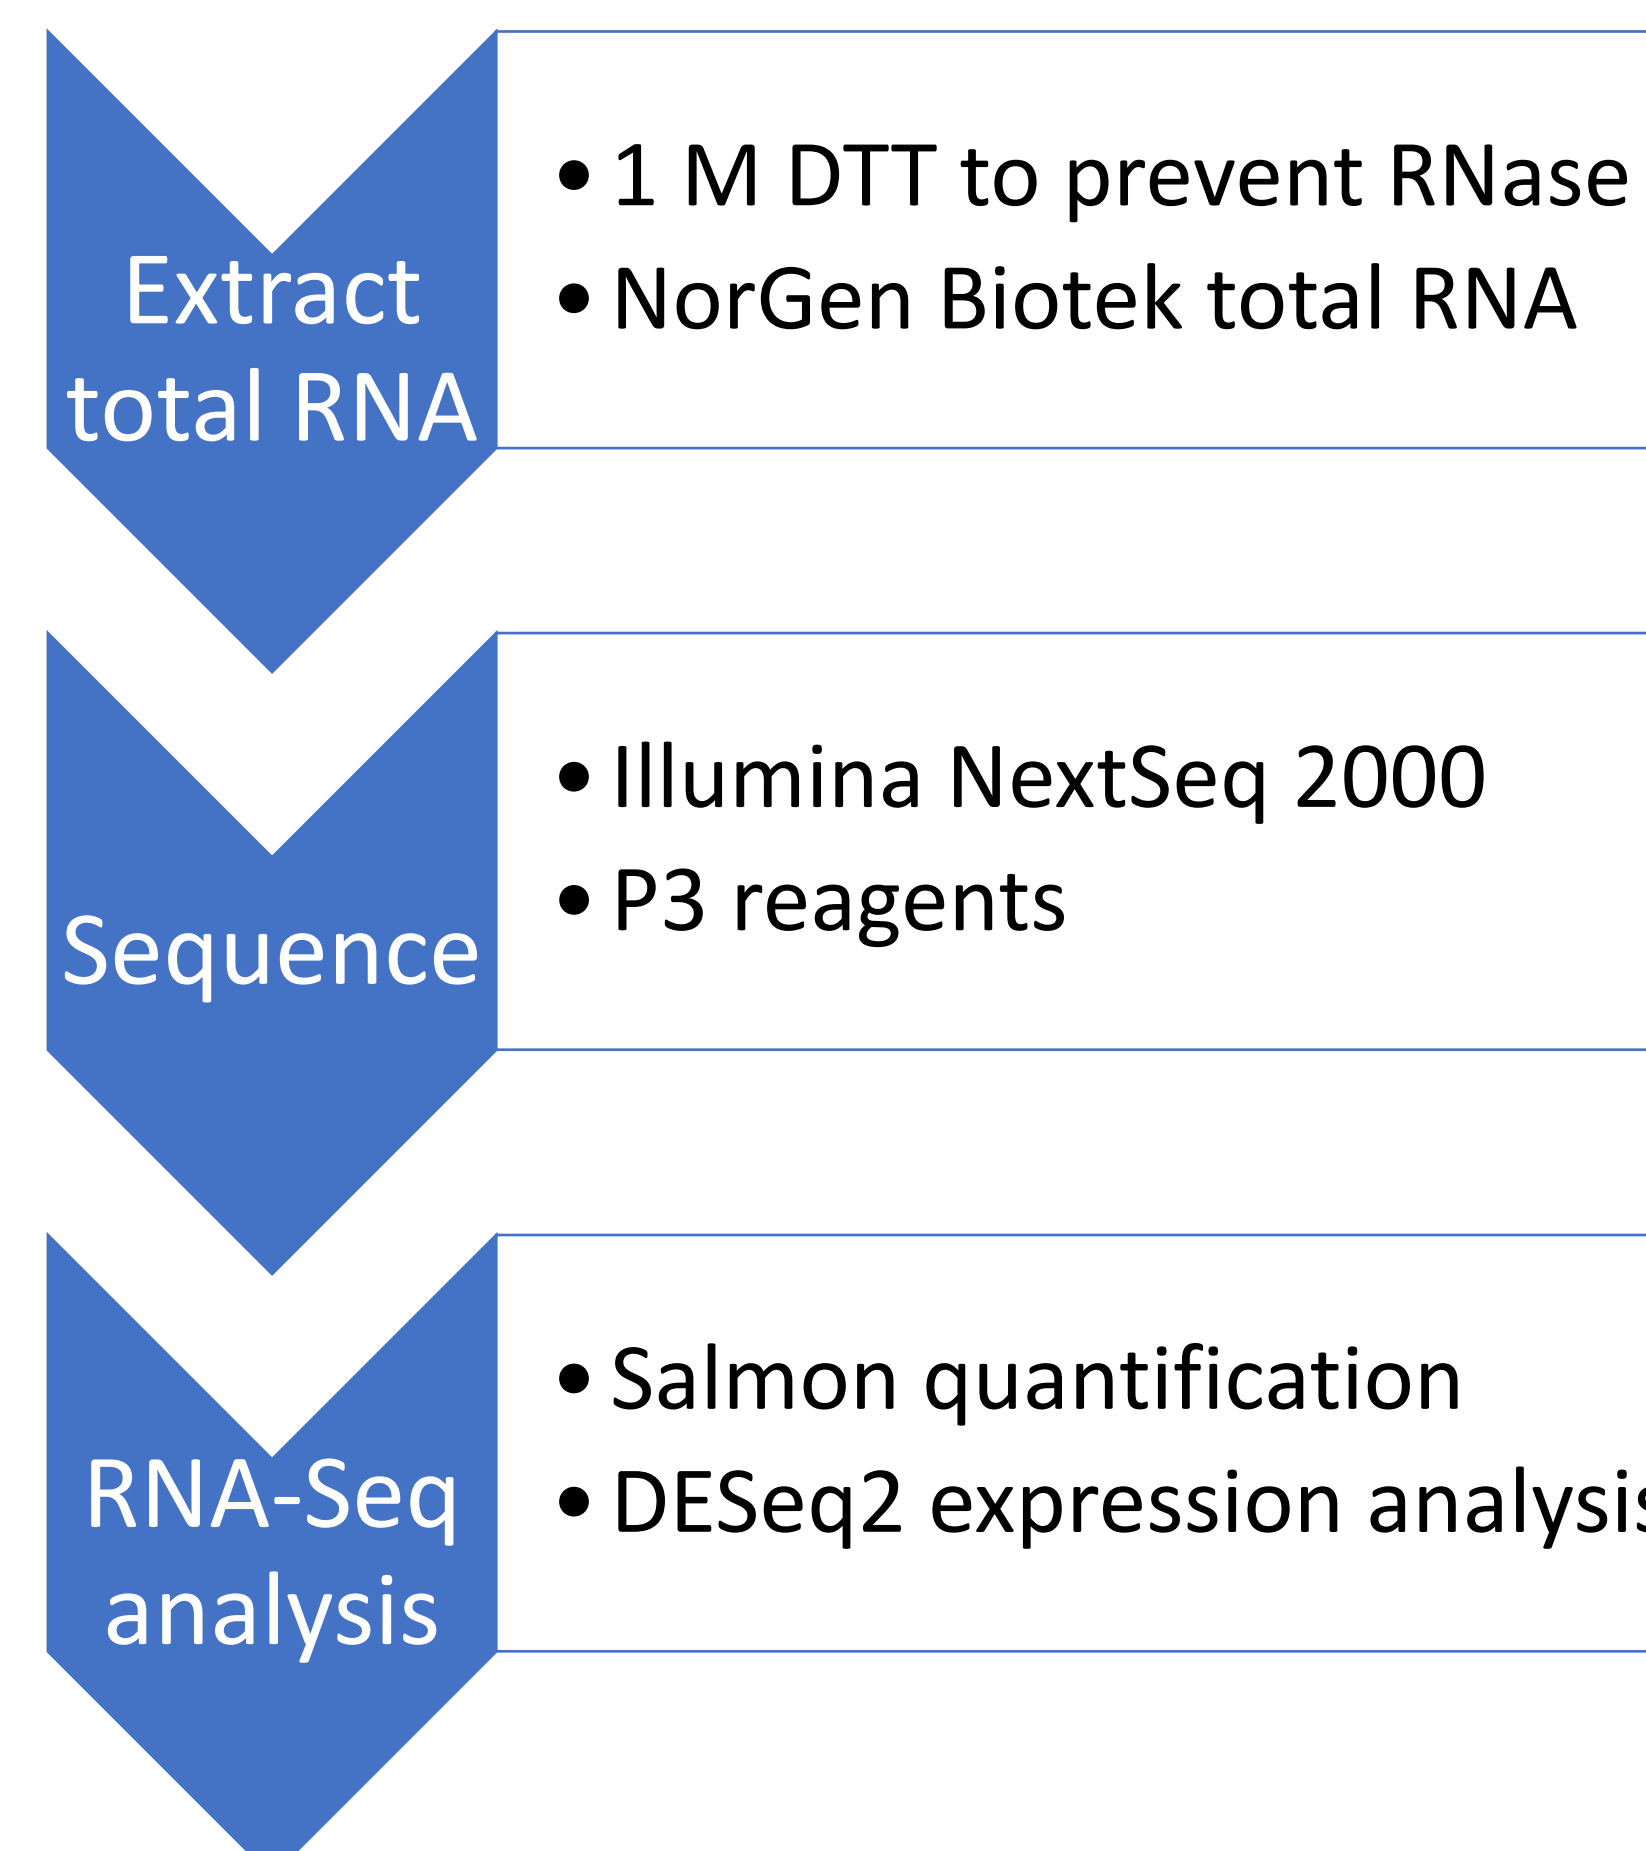 Extract
total RNA
• 1 M DTT to prevent RNase
• NorGen Biotek total RNA
Sequence
• Illumina NextSeq 2000
• P3 reagents
RNA-Seq
analysis
• Salmon quantification
• DESeq2 expression analysis